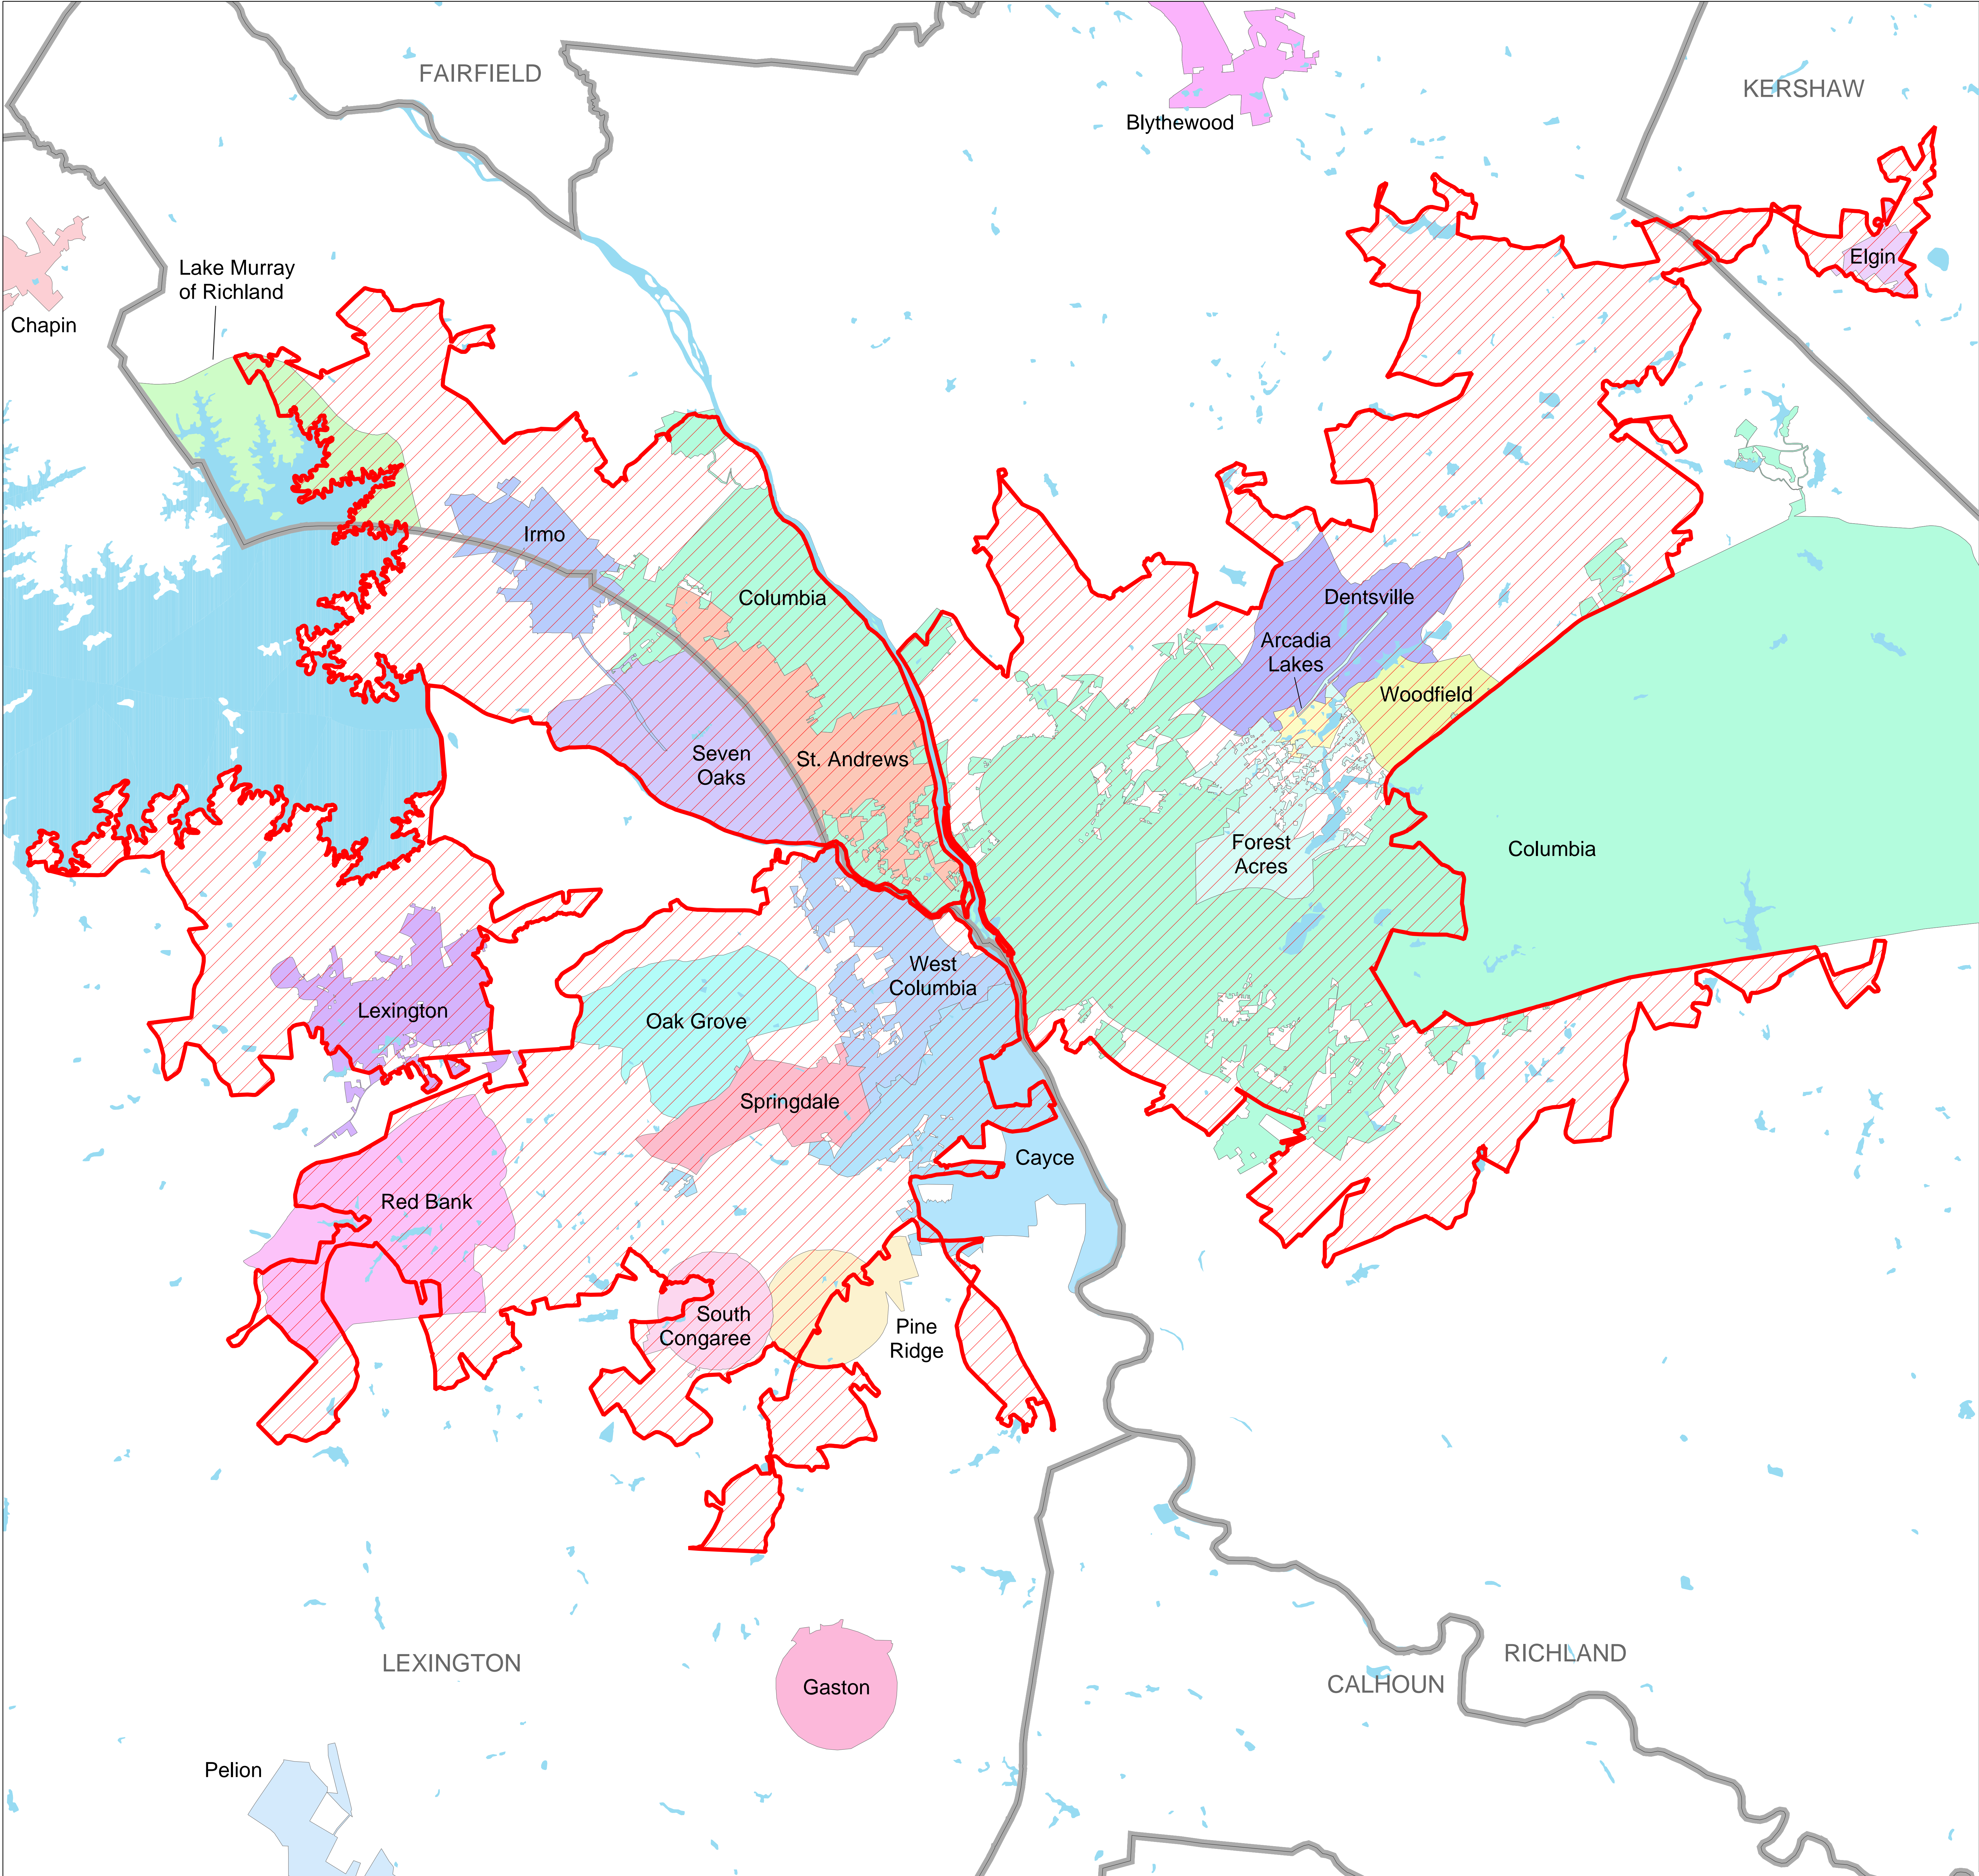 FAIRFIELD
KERSHAW
Blythewood
Elgin
Lake Murray
of Richland
Chapin
Irmo
Columbia
Dentsville
Arcadia
Lakes
Woodfield
Seven
Oaks
St. Andrews
Forest
Acres
Columbia
West
Columbia
Lexington
Oak Grove
Springdale
Cayce
Red Bank
South
Congaree
Pine
Ridge
LEXINGTON
RICHLAND
CALHOUN
Gaston
Pelion